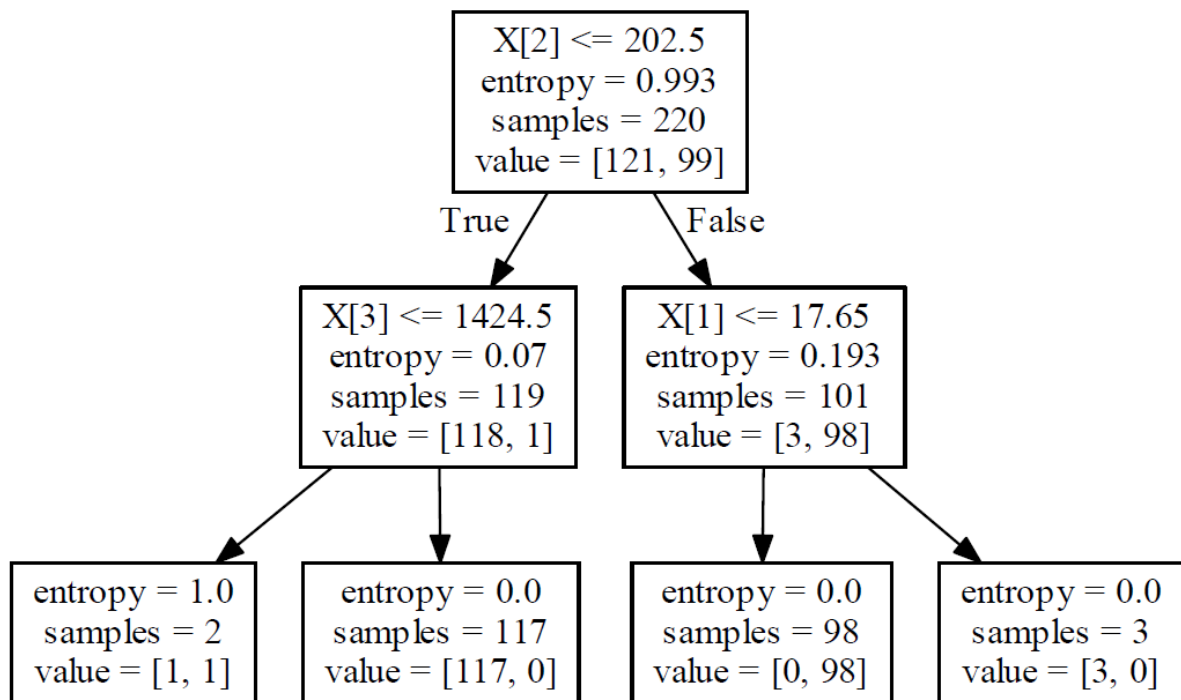 X[2] <= 202.5
entropy = 0.993
samples = 220
value = [121, 99]
True
False
X[3] <= 1424.5
entropy = 0.07
samples = 119
value = [118, 1]
X[1] <= 17.65
entropy = 0.193
samples = 101
value = [3, 98]
entropy = 1.0
samples = 2
value = [1, 1]
entropy = 0.0
samples = 117
value = [117, 0]
entropy = 0.0
samples = 98
value = [0, 98]
entropy = 0.0
samples = 3
value = [3, 0]